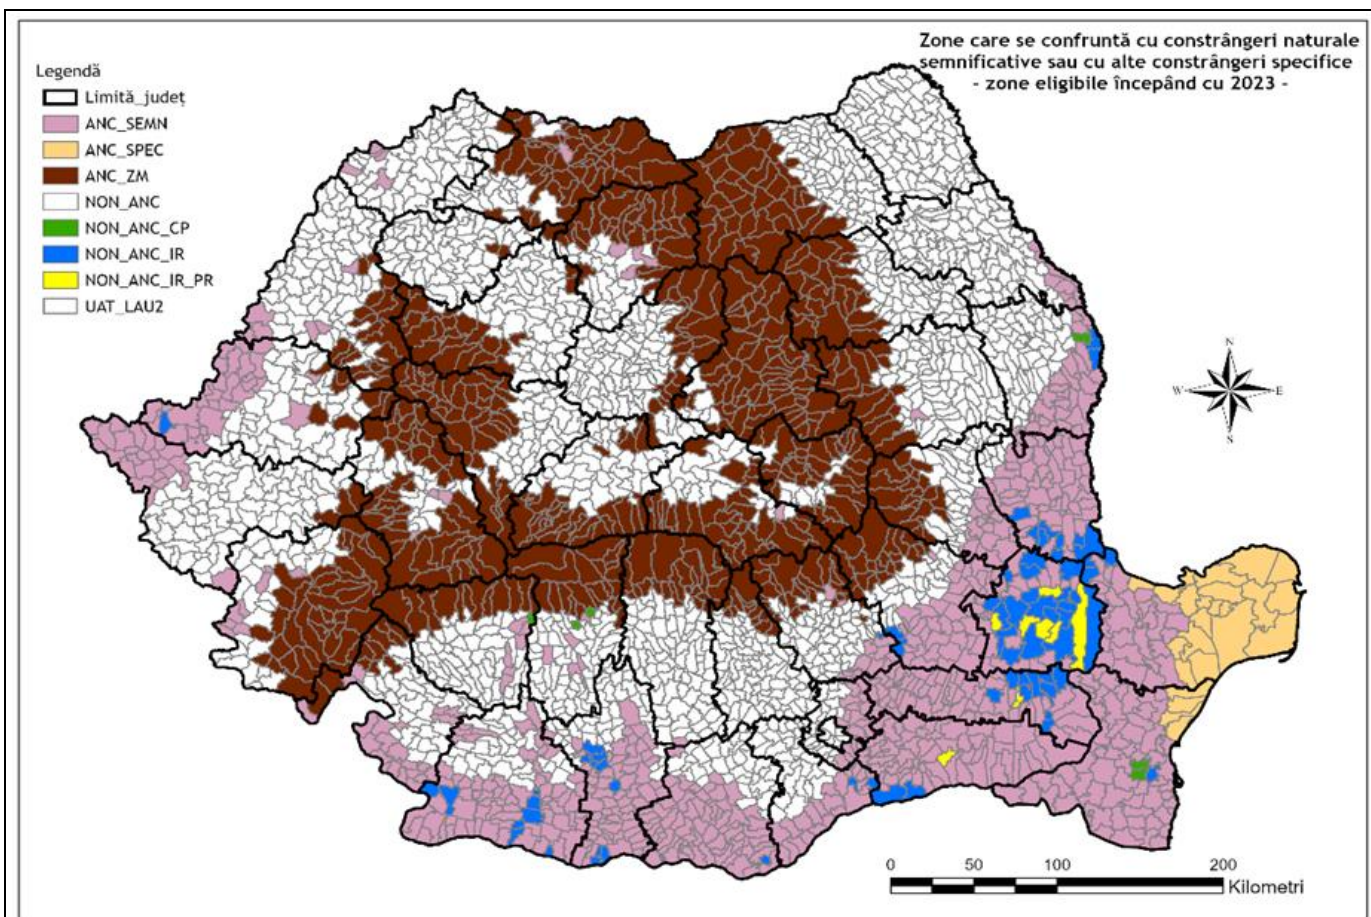 Zone care se confruntă cu constrângeri naturale
semnificative sau cu alte constrângeri specifice
- zone eligibile începând cu 2023 -
Legendă
Limită_județ
ANC_SEMN
ANC_SPEC
ANC_ZM
NON_ANC
NON_ANC_CP
NON_ANC_IR
NON_ANC_IR_PR
UAT_LAU2
N
W E
S
0 50 100 200
Kilometri